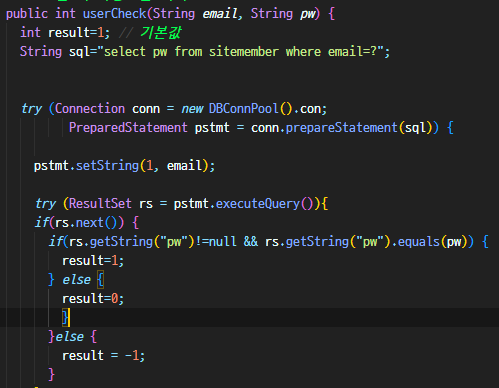 public int userCheck(String email, String pw) {
int result=1; // 기본값
String sql="select pw from sitemember where email=?";
try (Connection conn = new DBConnPool().con;
PreparedStatement pstmt = conn.prepareStatement(sql)) {
pstmt.setString(1, email);
try (ResultSet rs = pstmt.executeQuery()){
if(rs.next()) {
if(rs.getString("pw")!=null && rs.getString("pw").equals(pw)) {
result=1;
} else {
result=0;
}
}else {
result = -1;
}